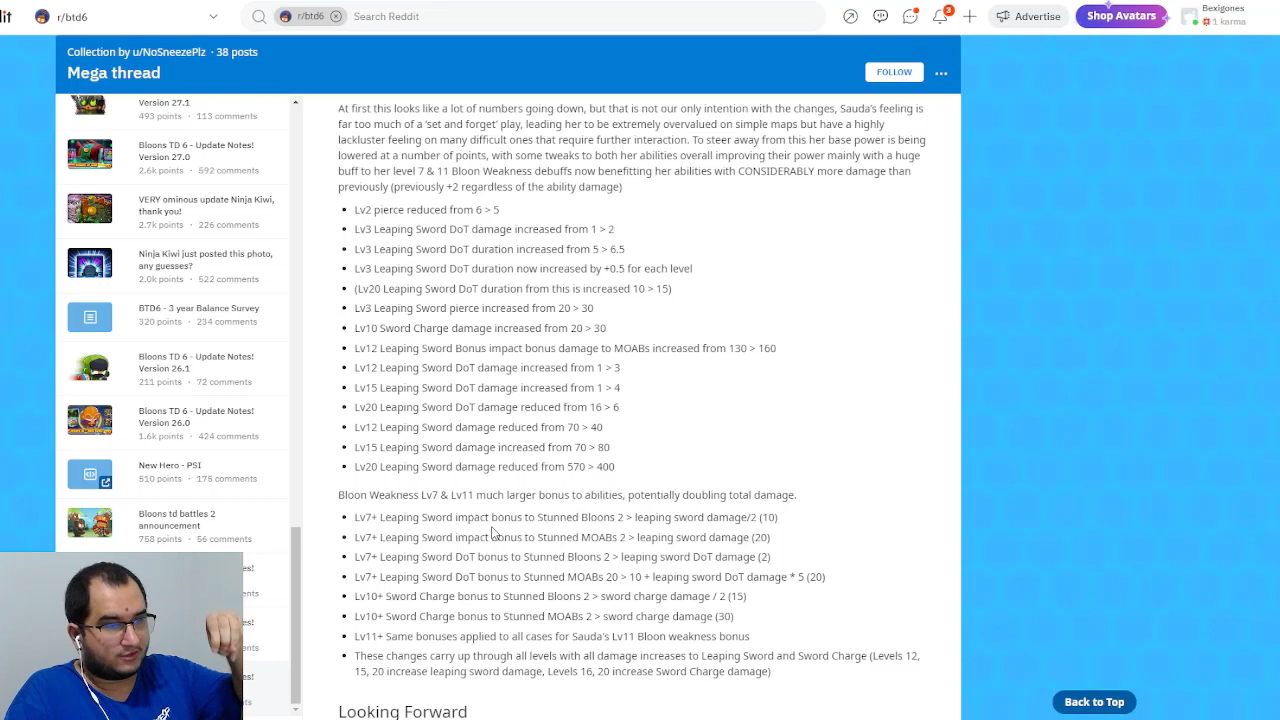 it
r/btd6
r/btd6
Search Reddit
3
Advertise
Shop Avatars
Bexigones
1 karma
Collection by u/NoSneezePlz · 38 posts
Mega thread
FOLLOW
Version 27.1
493 points · 113 comments
Bloons TD 6 - Update Notes!
Version 27.0
2.6k points · 592 comments
VERY ominous update Ninja Kiwi,
thank you!
2.7k points · 226 comments
Ninja Kiwi just posted this photo,
any guesses?
2.0k points · 522 comments
BTD6 - 3 year Balance Survey
320 points · 234 comments
Bloons TD 6 - Update Notes!
Version 26.1
211 points · 72 comments
Bloons TD 6 - Update Notes!
Version 26.0
1.6k points · 424 comments
New Hero - PSI
510 points · 175 comments
Bloons td battles 2
announcement
758 points · 56 comments
es!
nts
es!
nts
es!
nts
At first this looks like a lot of numbers going down, but that is not our only intention with the changes, Sauda's feeling is
far too much of a 'set and forget' play, leading her to be extremely overvalued on simple maps but have a highly
lackluster feeling on many difficult ones that require further interaction. To steer away from this her base power is being
lowered at a number of points, with some tweaks to both her abilities overall improving their power mainly with a huge
buff to her level 7 & 11 Bloon Weakness debuffs now benefitting her abilities with CONSIDERABLY more damage than
previously (previously +2 regardless of the ability damage)
• Lv2 pierce reduced from 6 > 5
• Lv3 Leaping Sword DoT damage increased from 1 > 2
• Lv3 Leaping Sword DoT duration increased from 5 > 6.5
• Lv3 Leaping Sword DoT duration now increased by +0.5 for each level
• (Lv20 Leaping Sword DoT duration from this is increased 10 > 15)
• Lv3 Leaping Sword pierce increased from 20 > 30
• Lv10 Sword Charge damage increased from 20 > 30
• Lv12 Leaping Sword Bonus impact bonus damage to MOABs increased from 130 > 160
• Lv12 Leaping Sword DoT damage increased from 1 > 3
• Lv15 Leaping Sword DoT damage increased from 1 > 4
• Lv20 Leaping Sword DoT damage reduced from 16 > 6
• Lv12 Leaping Sword damage reduced from 70 > 40
• Lv15 Leaping Sword damage increased from 70 > 80
• Lv20 Leaping Sword damage reduced from 570 > 400
Bloon Weakness Lv7 & Lv11 much larger bonus to abilities, potentially doubling total damage.
• Lv7+ Leaping Sword impact bonus to Stunned Bloons 2 > leaping sword damage/2 (10)
• Lv7+ Leaping Sword impact bonus to Stunned MOABs 2 > leaping sword damage (20)
• Lv7+ Leaping Sword DoT bonus to Stunned Bloons 2 > leaping sword DoT damage (2)
• Lv7+ Leaping Sword DoT bonus to Stunned MOABs 20 > 10 + leaping sword DoT damage * 5 (20)
• Lv10+ Sword Charge bonus to Stunned Bloons 2 > sword charge damage / 2 (15)
• Lv10+ Sword Charge bonus to Stunned MOABs 2 > sword charge damage (30)
• Lv11+ Same bonuses applied to all cases for Sauda's Lv11 Bloon weakness bonus
• These changes carry up through all levels with all damage increases to Leaping Sword and Sword Charge (Levels 12,
15, 20 increase leaping sword damage, Levels 16, 20 increase Sword Charge damage)
Looking Forward
Back to Top